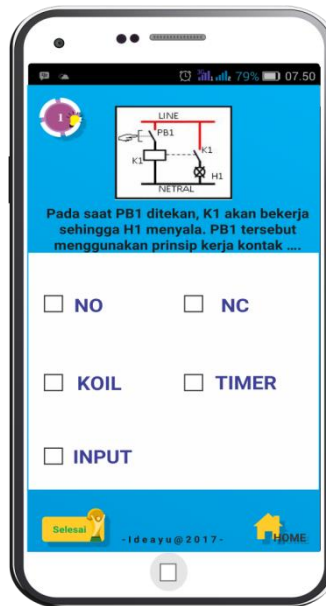 79% 07.50
1
LINE
PB1
K1
K1
H1
NETRAL
Pada saat PB1 ditekan, K1 akan bekerja
sehingga H1 menyala. PB1 tersebut
menggunakan prinsip kerja kontak ....
NO NC
KOIL TIMER
INPUT
Selesai
-Ideayu@2017-
HOME